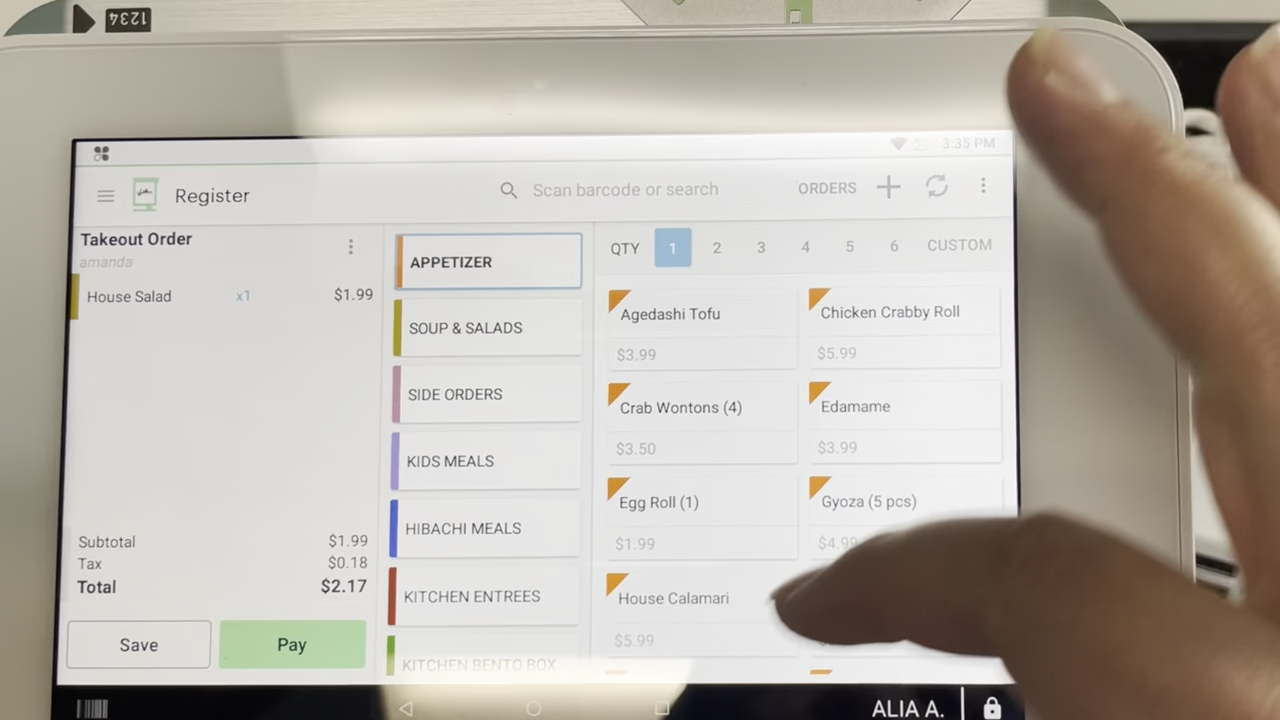 1234
3:35 PM
Register
Scan barcode or search
ORDERS
Takeout Order
amanda
House Salad x1 $1.99
Subtotal $1.99
Tax $0.18
Total $2.17
Save
Pay
APPETIZER
SOUP & SALADS
SIDE ORDERS
KIDS MEALS
HIBACHI MEALS
KITCHEN ENTREES
KITCHEN BENTO BOX
QTY 1 2 3 4 5 6 CUSTOM
Agedashi Tofu
$3.99
Chicken Crabby Roll
$5.99
Crab Wontons (4)
$3.50
Edamame
$3.99
Egg Roll (1)
$1.99
Gyoza (5 pcs)
$4.99
House Calamari
$5.99
ALIA A.